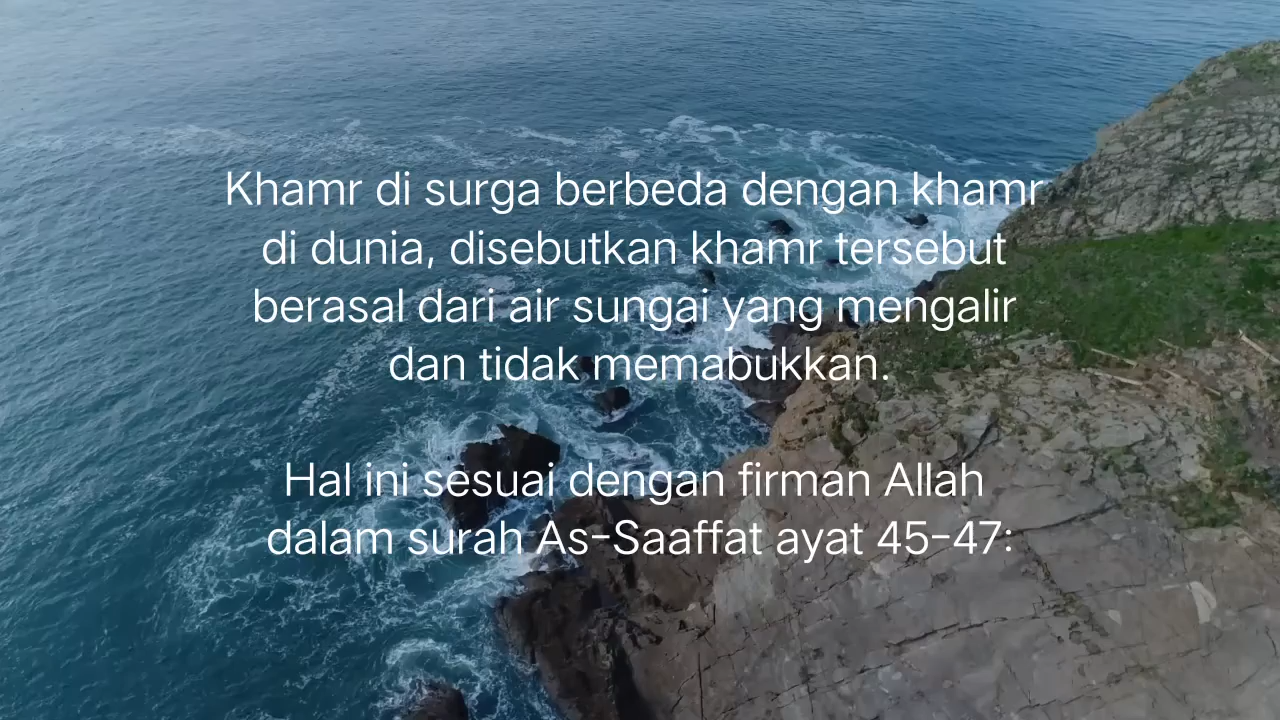 Khamr di surga berbeda dengan khamr
di dunia, disebutkan khamr tersebut
berasal dari air sungai yang mengalir
dan tidak memabukkan.
Hal ini sesuai dengan firman Allah
dalam surah As-Saaffat ayat 45-47: